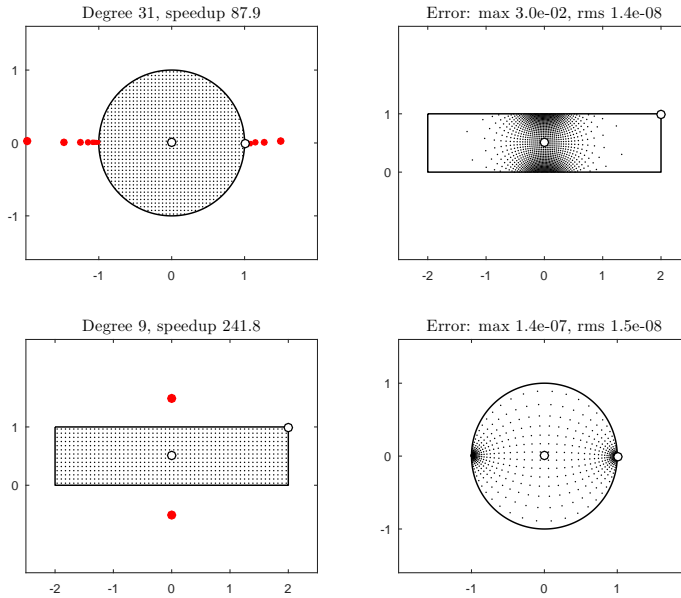 Degree 31, speedup 87.9
1
0
-1
-1 0 1
Error: max 3.0e-02, rms 1.4e-08
1
0
-2 -1 0 1 2
Degree 9, speedup 241.8
1
0
-2 -1 0 1 2
Error: max 1.4e-07, rms 1.5e-08
1
0
-1
-1 0 1